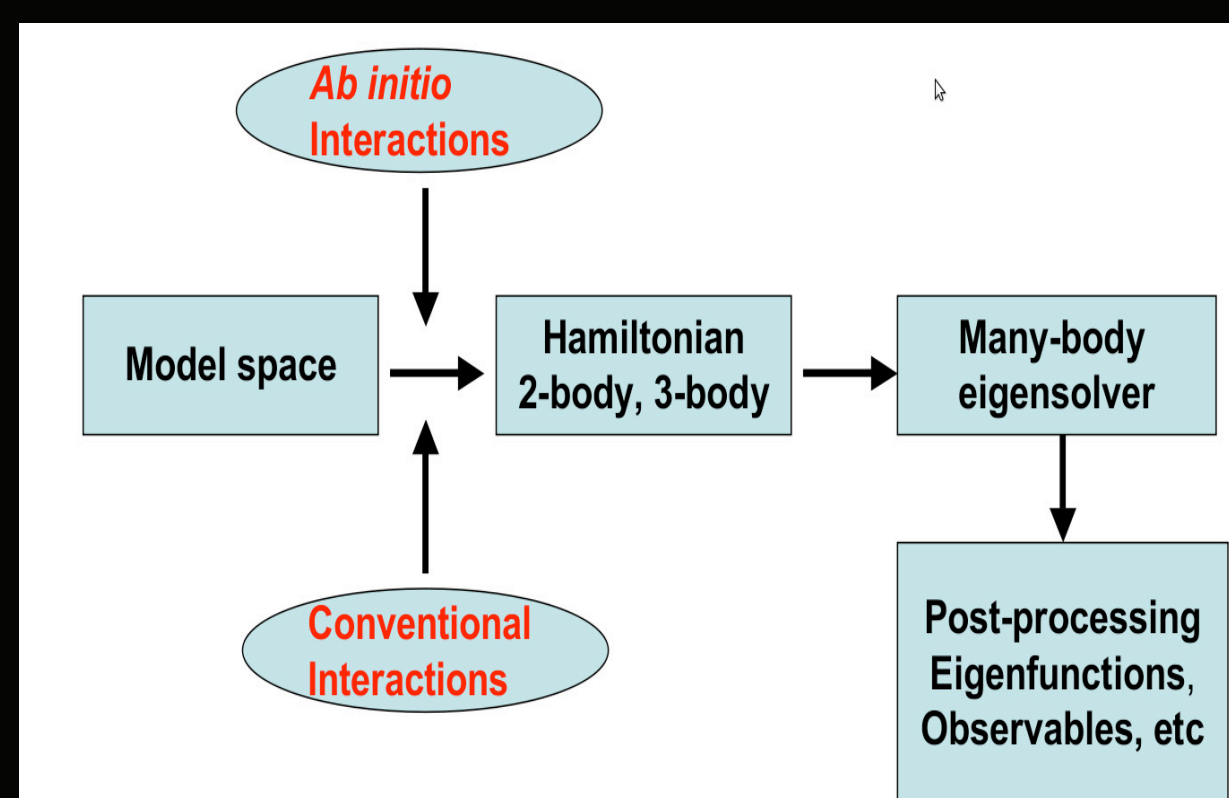 Ab initio
Interactions
Model space
Hamiltonian
2-body, 3-body
Many-body
eigensolver
Conventional
Interactions
Post-processing
Eigenfunctions,
Observables, etc